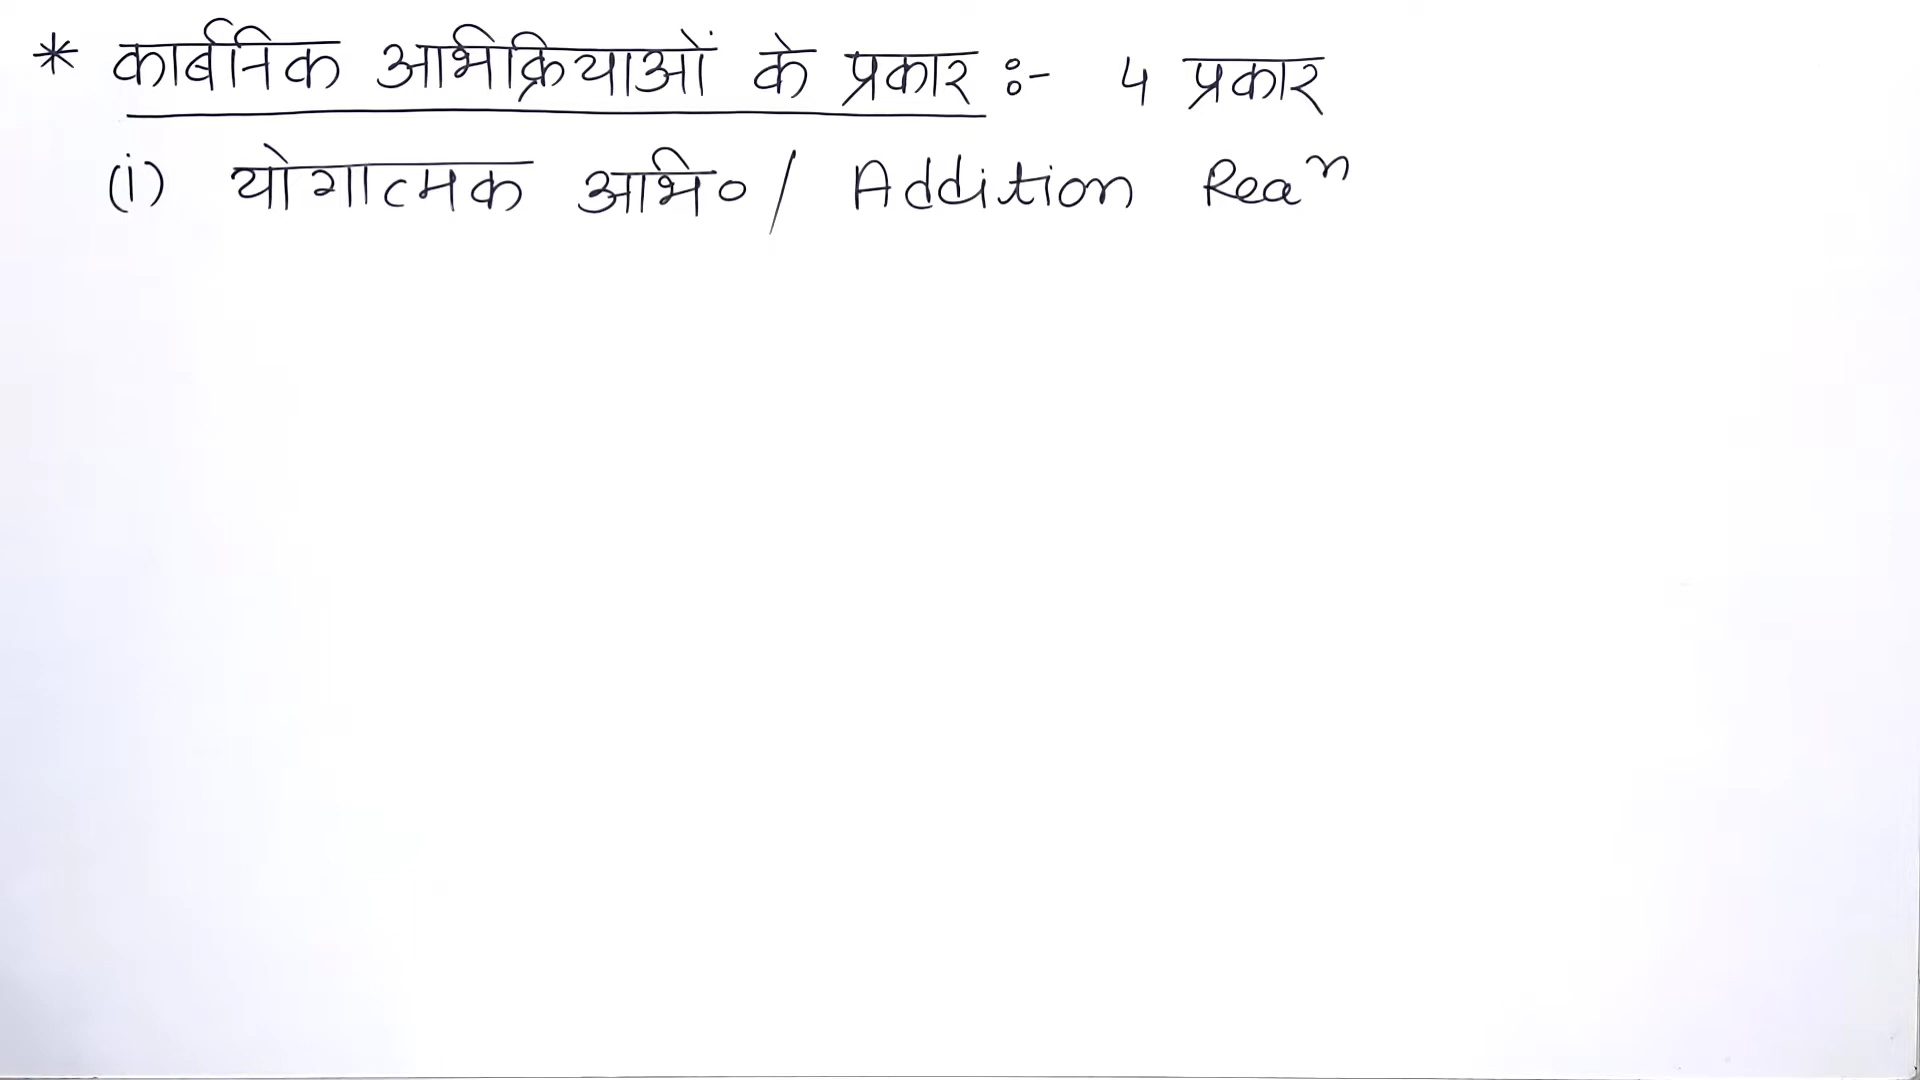 * कार्बनिक अभिक्रियाओं के प्रकार :- 4 प्रकार
(i) योगात्मक अभि० / Addition Reaⁿ